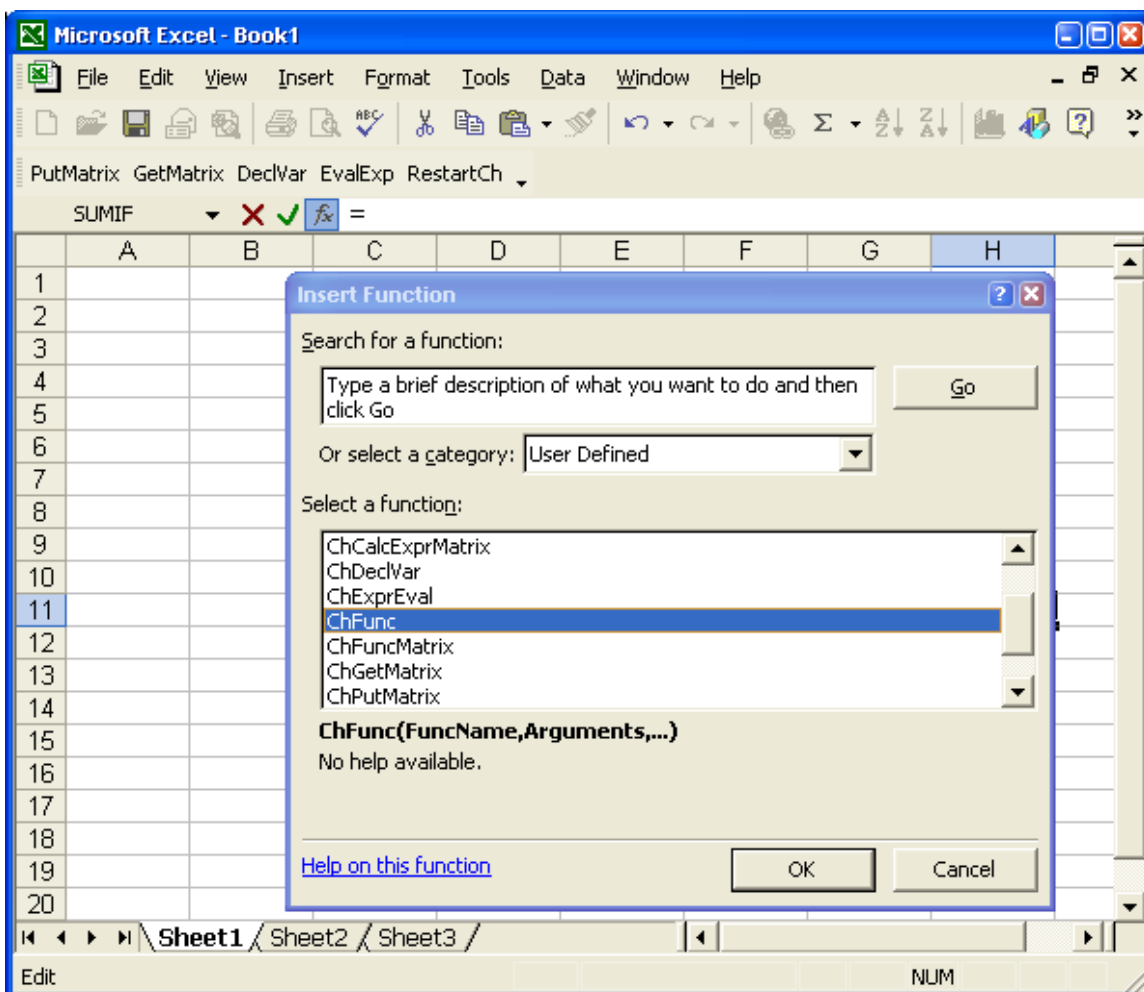 Microsoft Excel - Book1
File Edit View Insert Format Tools Data Window Help
ABC Σ A Z Z A ? »
PutMatrix GetMatrix DeclVar EvalExp RestartCh
SUMIF fx =
A B C D E F G H
1
2
3
4
5
6
7
8
9
10
11
12
13
14
15
16
17
18
19
20
Insert Function ?
Search for a function:
Type a brief description of what you want to do and then
click Go
Go
Or select a category: User Defined
Select a function:
ChCalcExprMatrix
ChDeclVar
ChExprEval
ChFunc
ChFuncMatrix
ChGetMatrix
ChPutMatrix
ChFunc(FuncName,Arguments,...)
No help available.
Help on this function OK Cancel
Sheet1 Sheet2 Sheet3
Edit NUM